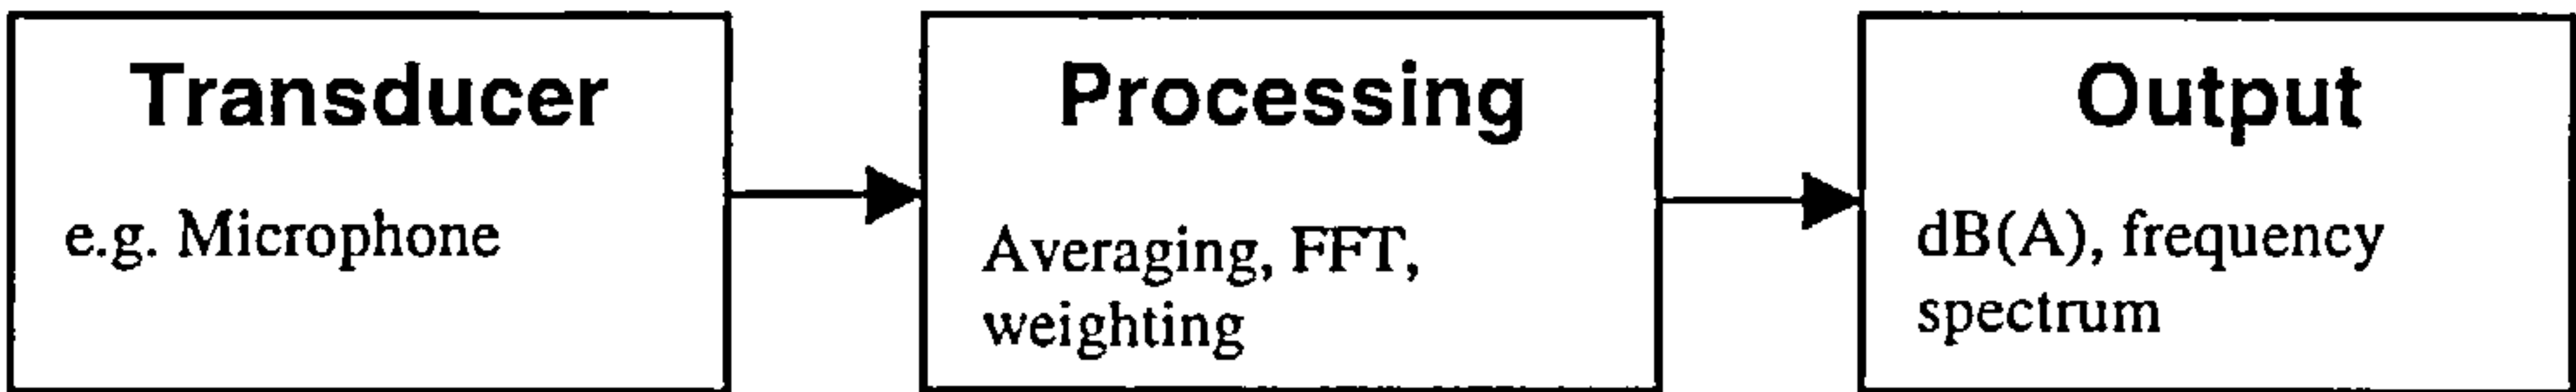 Transducer
e.g. Microphone
Processing
Averaging, FFT,
weighting
Output
dB(A), frequency
spectrum